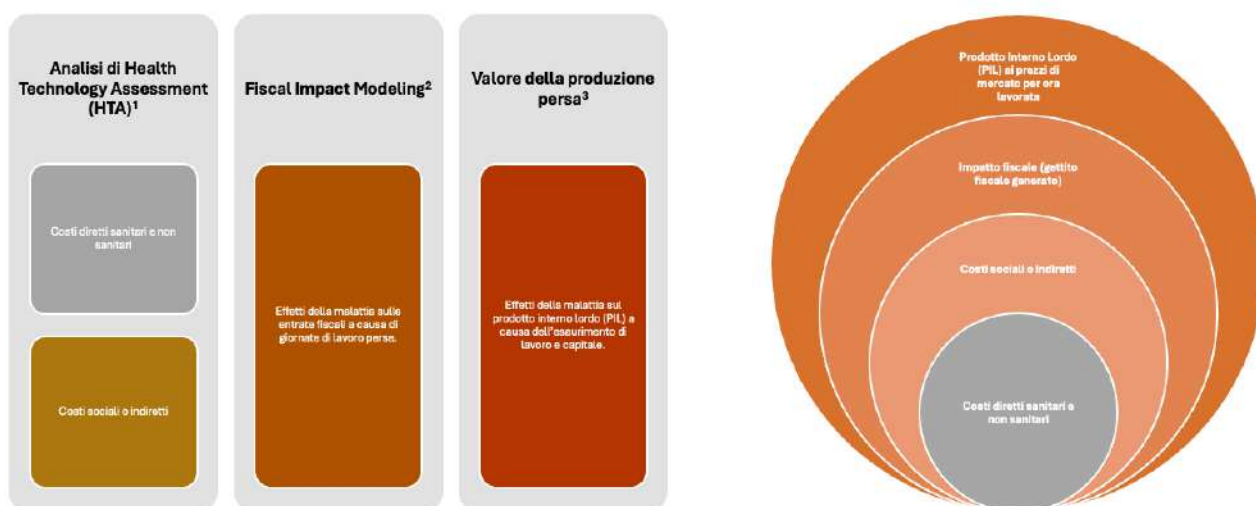 Analisi di Health
Technology Assessment
(HTA)¹
Costi diretti sanitari e non
sanitari
Costi sociali o indiretti
Fiscal Impact Modeling²
Effetti della malattia sulle
entrate fiscali a causa di
giornate di lavoro perse.
Valore della produzione
persa³
Effetti della malattia sul
prodotto interno lordo (PIL) a
causa dell'esaurimento di
lavoro e capitale.
Prodotto Interno Lordo
(PIL) ai prezzi di
mercato per ora
lavorata
Impatto fiscale (gettito
fiscale generato)
Costi sociali o indiretti
Costi diretti sanitari e
non sanitari